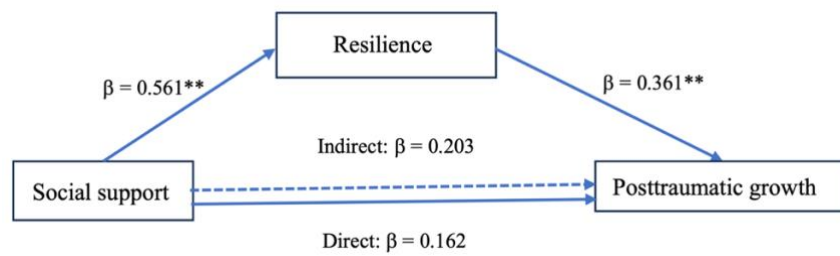 Resilience
β = 0.561**
β = 0.361**
Indirect: β = 0.203
Social support
Posttraumatic growth
Direct: β = 0.162